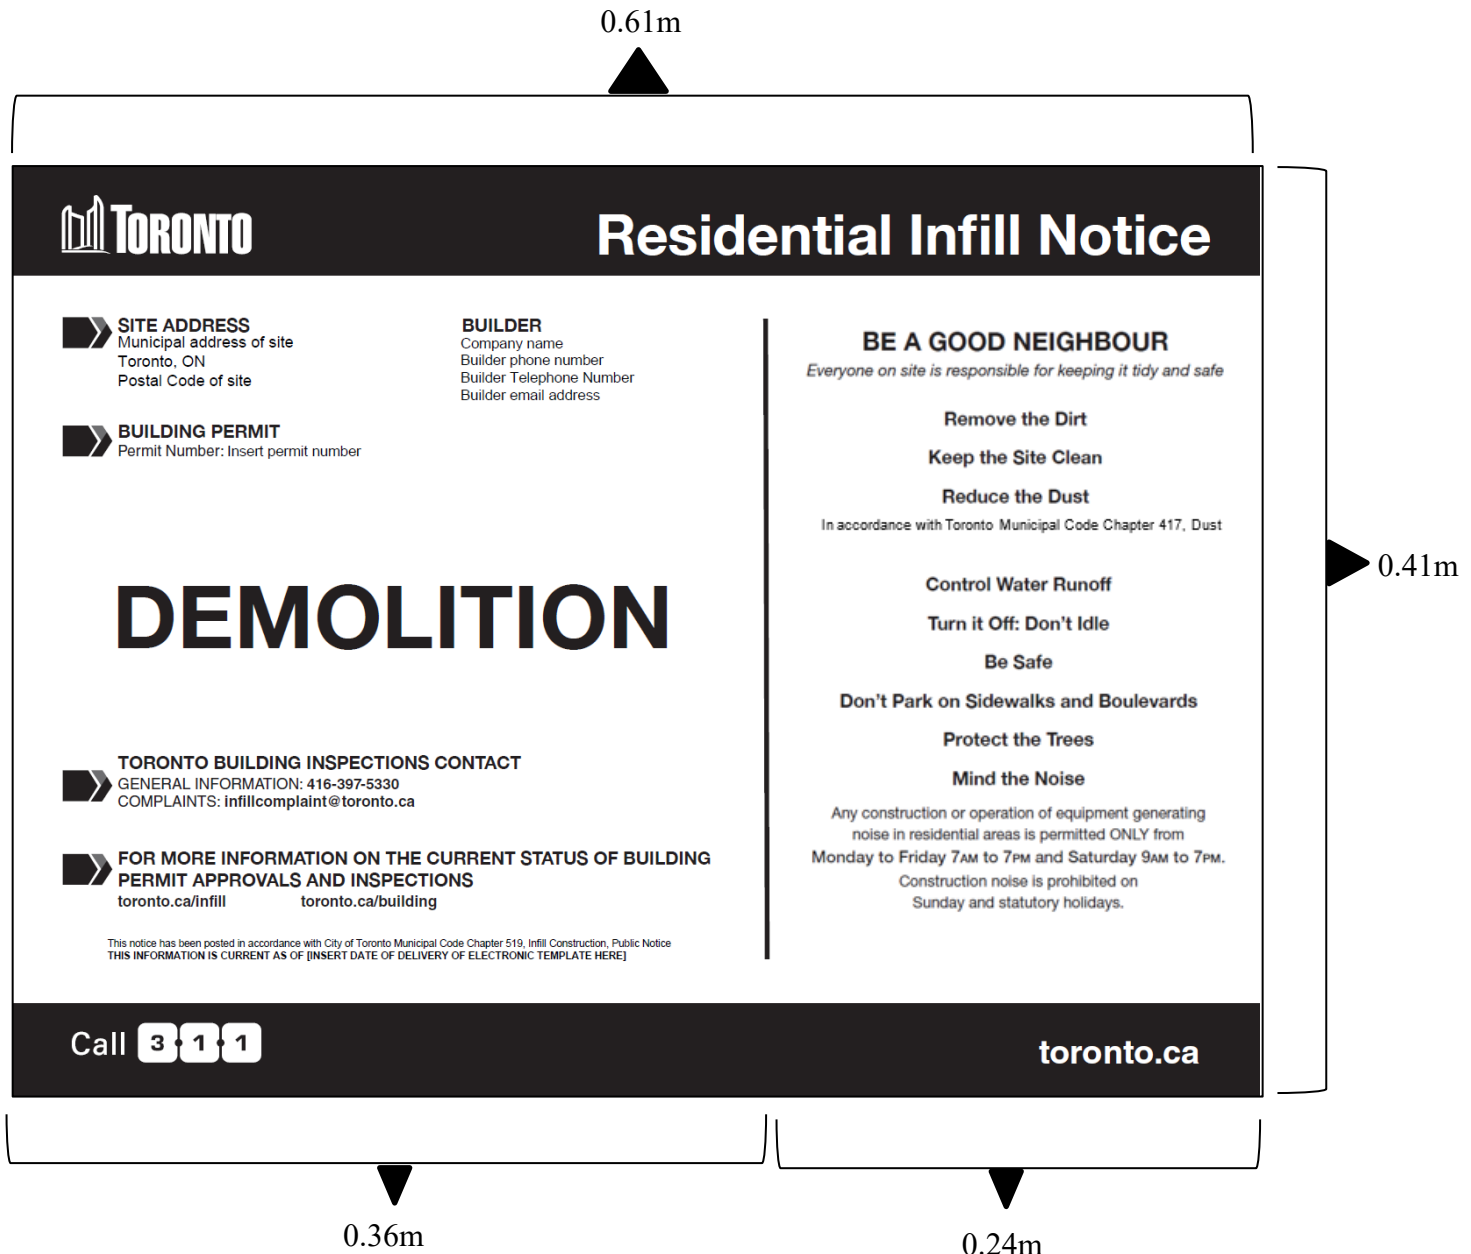 0.61m
TORONTO
Residential Infill Notice
SITE ADDRESS
Municipal address of site
Toronto, ON
Postal Code of site
BUILDER
Company name
Builder phone number
Builder Telephone Number
Builder email address
BUILDING PERMIT
Permit Number: Insert permit number
DEMOLITION
TORONTO BUILDING INSPECTIONS CONTACT
GENERAL INFORMATION: 416-397-5330
COMPLAINTS: infillcomplaint@toronto.ca
FOR MORE INFORMATION ON THE CURRENT STATUS OF BUILDING
PERMIT APPROVALS AND INSPECTIONS
toronto.ca/infill toronto.ca/building
This notice has been posted in accordance with City of Toronto Municipal Code Chapter 519, Infill Construction, Public Notice
THIS INFORMATION IS CURRENT AS OF [INSERT DATE OF DELIVERY OF ELECTRONIC TEMPLATE HERE]
BE A GOOD NEIGHBOUR
Everyone on site is responsible for keeping it tidy and safe
Remove the Dirt
Keep the Site Clean
Reduce the Dust
In accordance with Toronto Municipal Code Chapter 417, Dust
Control Water Runoff
Turn it Off: Don't Idle
Be Safe
Don't Park on Sidewalks and Boulevards
Protect the Trees
Mind the Noise
Any construction or operation of equipment generating
noise in residential areas is permitted ONLY from
Monday to Friday 7AM to 7PM and Saturday 9AM to 7PM.
Construction noise is prohibited on
Sunday and statutory holidays.
0.41m
Call 3·1·1
toronto.ca
0.36m
0.24m